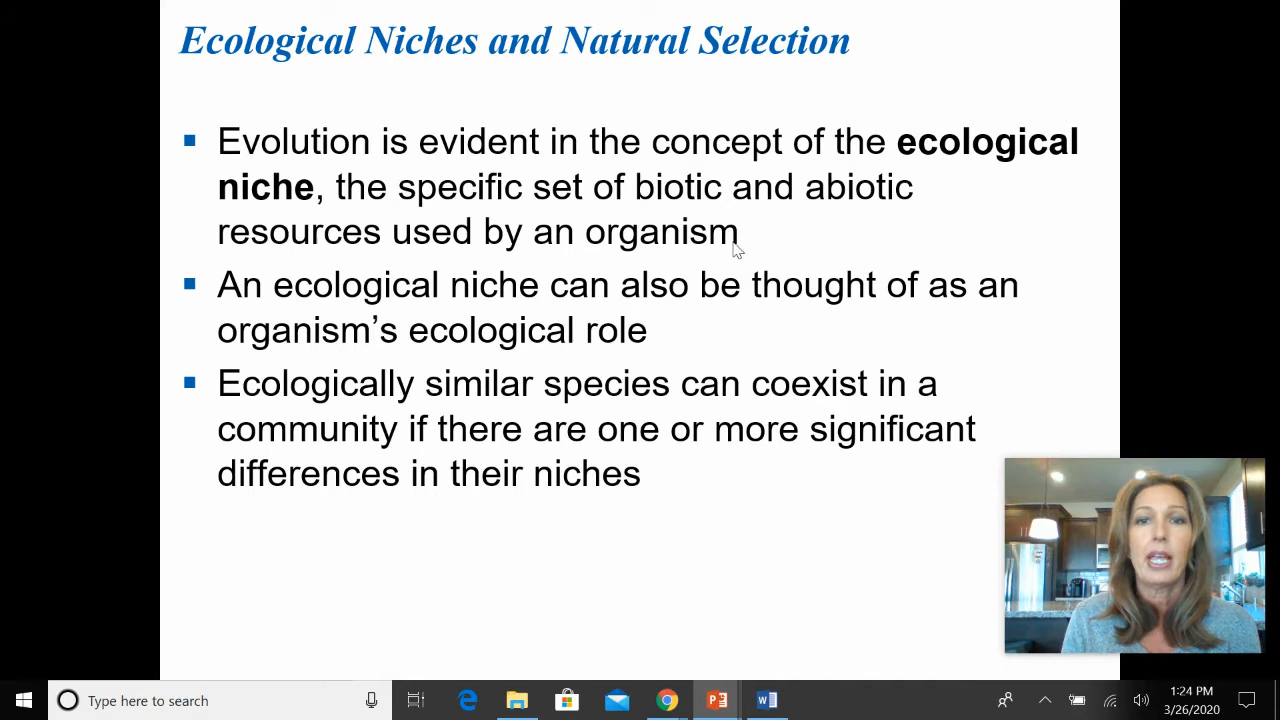 Ecological Niches and Natural Selection
Evolution is evident in the concept of the ecological
niche, the specific set of biotic and abiotic
resources used by an organism
An ecological niche can also be thought of as an
organism’s ecological role
Ecologically similar species can coexist in a
community if there are one or more significant
differences in their niches
Type here to search
1:24 PM
3/26/2020